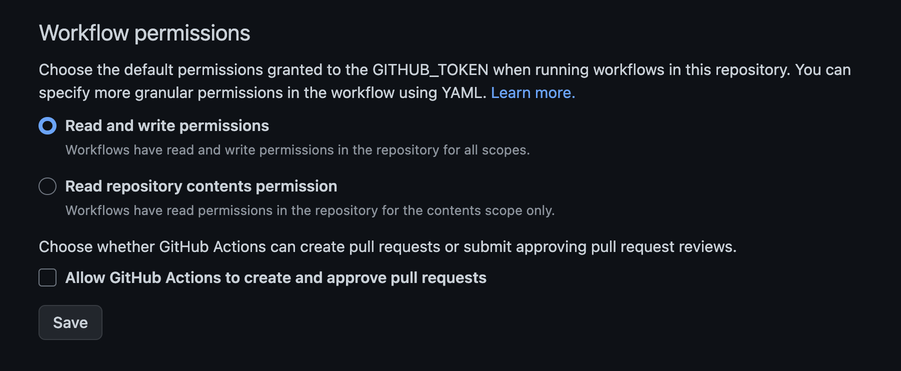 Workflow permissions
Choose the default permissions granted to the GITHUB_TOKEN when running workflows in this repository. You can
specify more granular permissions in the workflow using YAML. Learn more.
Read and write permissions
Workflows have read and write permissions in the repository for all scopes.
Read repository contents permission
Workflows have read permissions in the repository for the contents scope only.
Choose whether GitHub Actions can create pull requests or submit approving pull request reviews.
Allow GitHub Actions to create and approve pull requests
Save